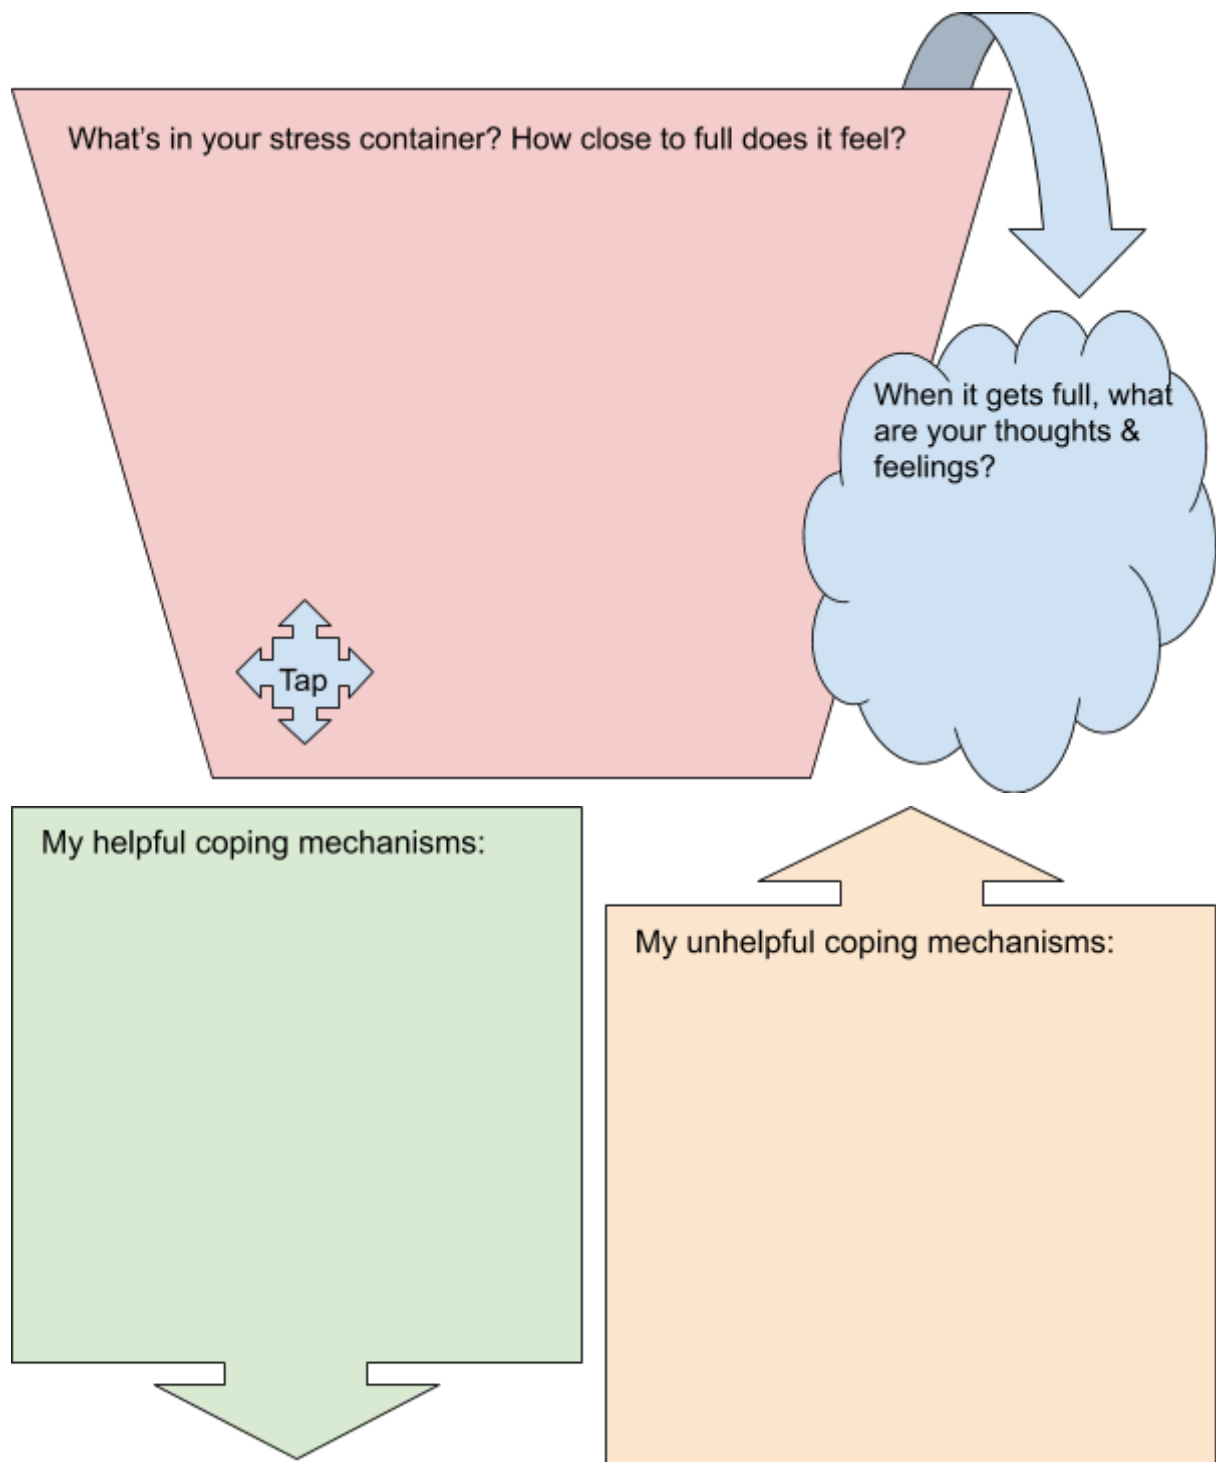 What’s in your stress container? How close to full does it feel?
When it gets full, what
are your thoughts &
feelings?
Tap
My helpful coping mechanisms:
My unhelpful coping mechanisms: